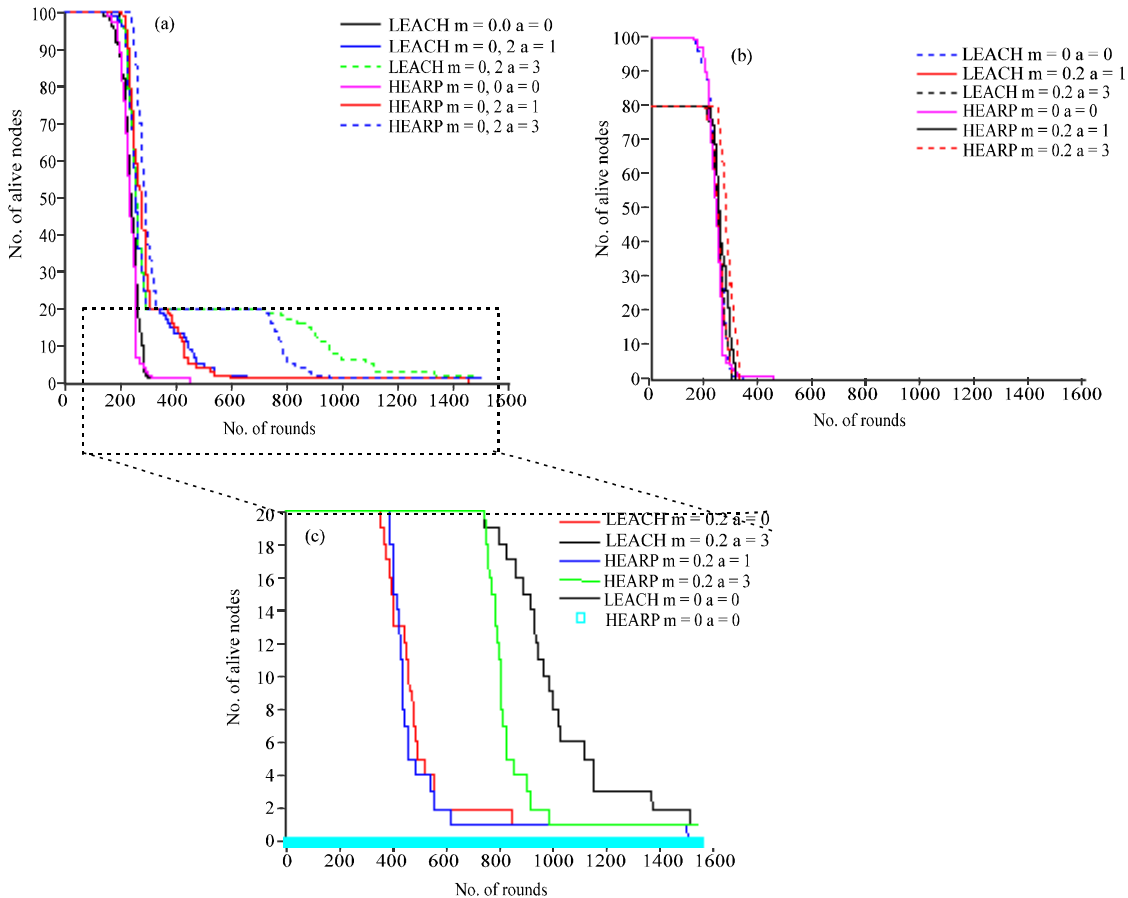 (a)
LEACH m = 0.0 a = 0
LEACH m = 0, 2 a = 1
LEACH m = 0, 2 a = 3
HEARP m = 0, 0 a = 0
HEARP m = 0, 2 a = 1
HEARP m = 0, 2 a = 3
No. of alive nodes
100
90
80
70
60
50
40
30
20
10
0
0 200 400 600 800 1000 1200 1400 1600
No. of rounds
(b)
LEACH m = 0 a = 0
LEACH m = 0.2 a = 1
LEACH m = 0.2 a = 3
HEARP m = 0 a = 0
HEARP m = 0.2 a = 1
HEARP m = 0.2 a = 3
No. of alive nodes
100
90
80
70
60
50
40
30
20
10
0
0 200 400 600 800 1000 1200 1400 1600
No. of rounds
(c)
LEACH m = 0.2 a = 0
LEACH m = 0.2 a = 3
HEARP m = 0.2 a = 1
HEARP m = 0.2 a = 3
LEACH m = 0 a = 0
HEARP m = 0 a = 0
No. of alive nodes
20
18
16
14
12
10
8
6
4
2
0
0 200 400 600 800 1000 1200 1400 1600
No. of rounds